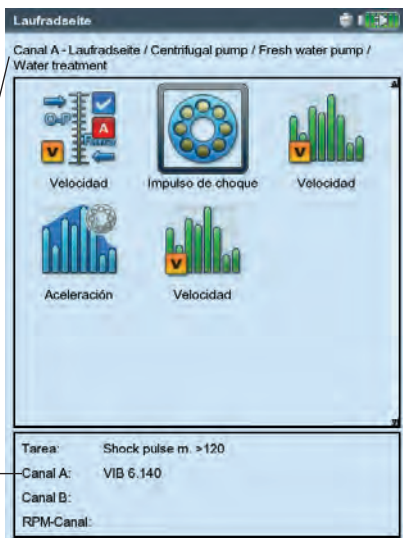 Laufradseite
Canal A - Laufradseite / Centrifugal pump / Fresh water pump /
Water treatment
Velocidad
Impulso de choque
Velocidad
Aceleración
Velocidad
Tarea: Shock pulse m. >120
Canal A: VIB 6.140
Canal B:
RPM-Canal: